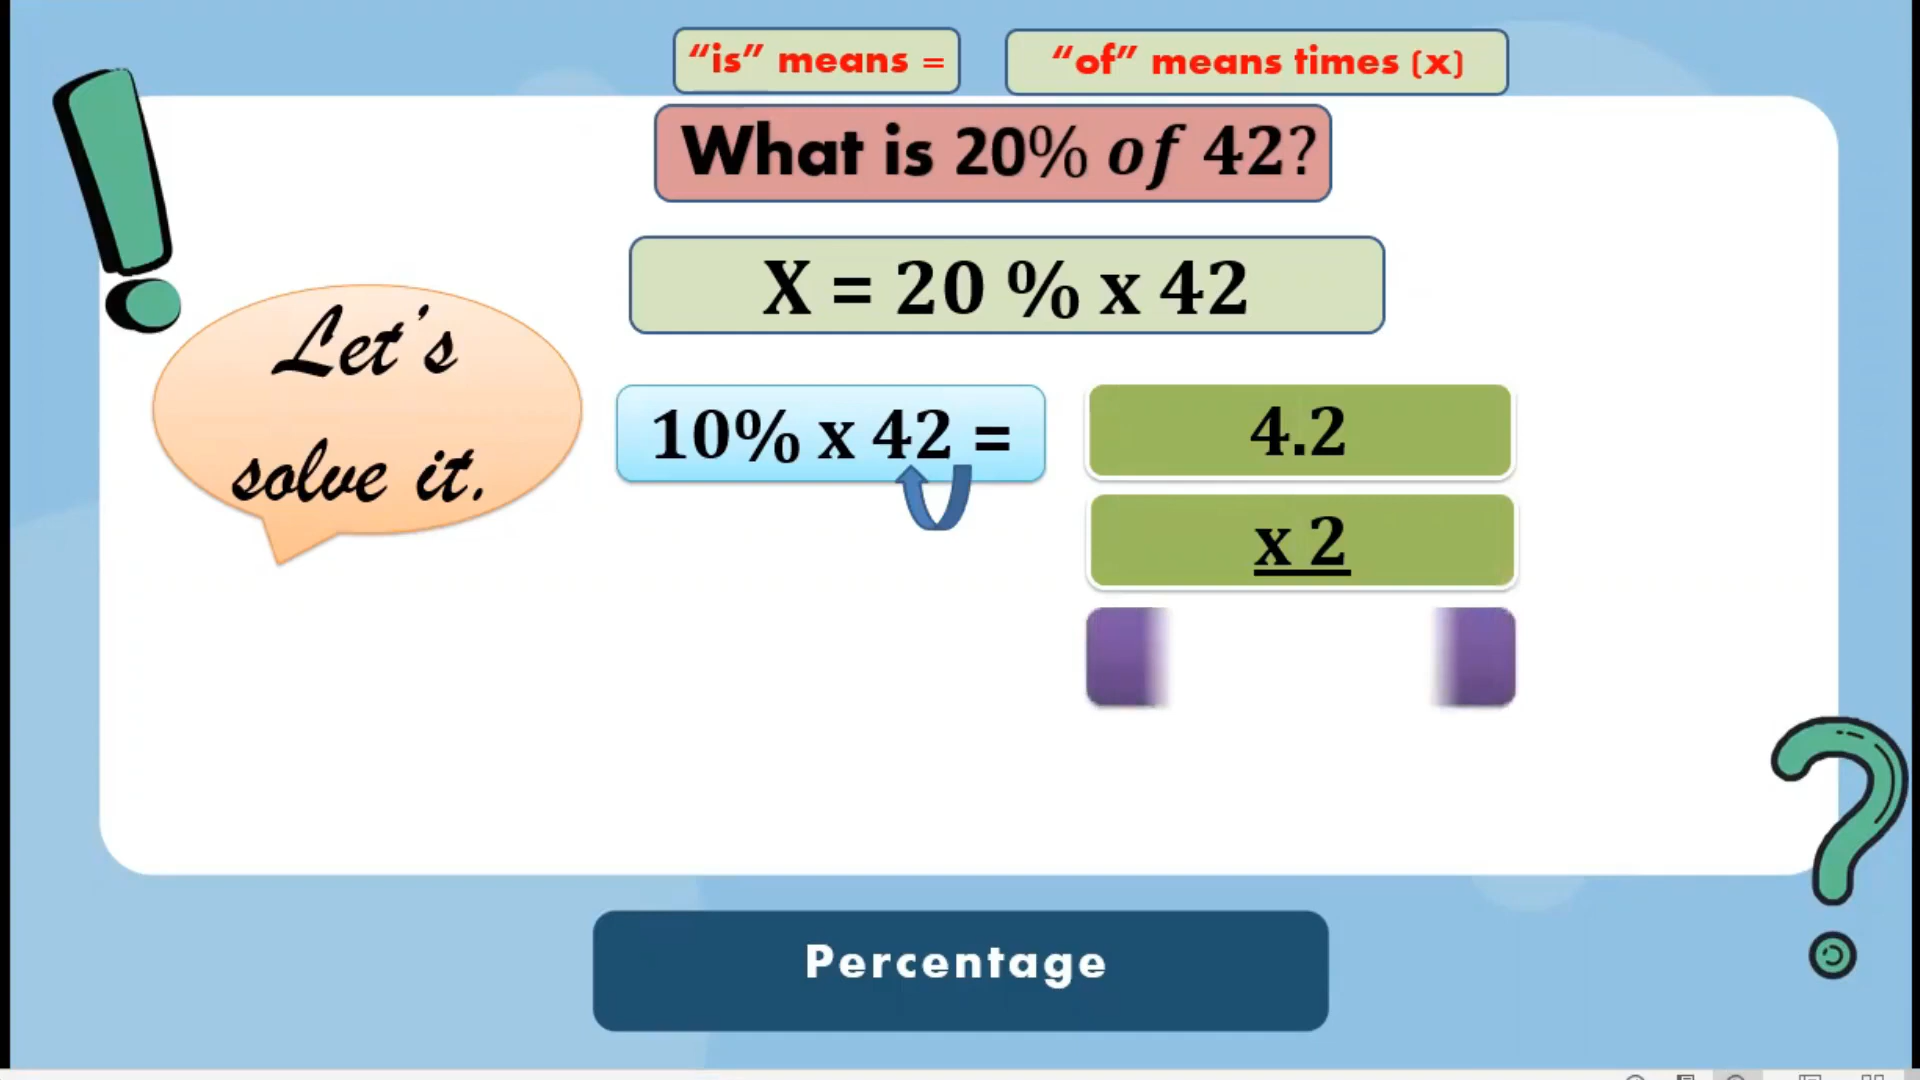 “is” means =
“of” means times (x)
What is 20% of 42?
X = 20 % x 42
Let's
solve it.
10% x 42 =
4.2
x 2
Percentage